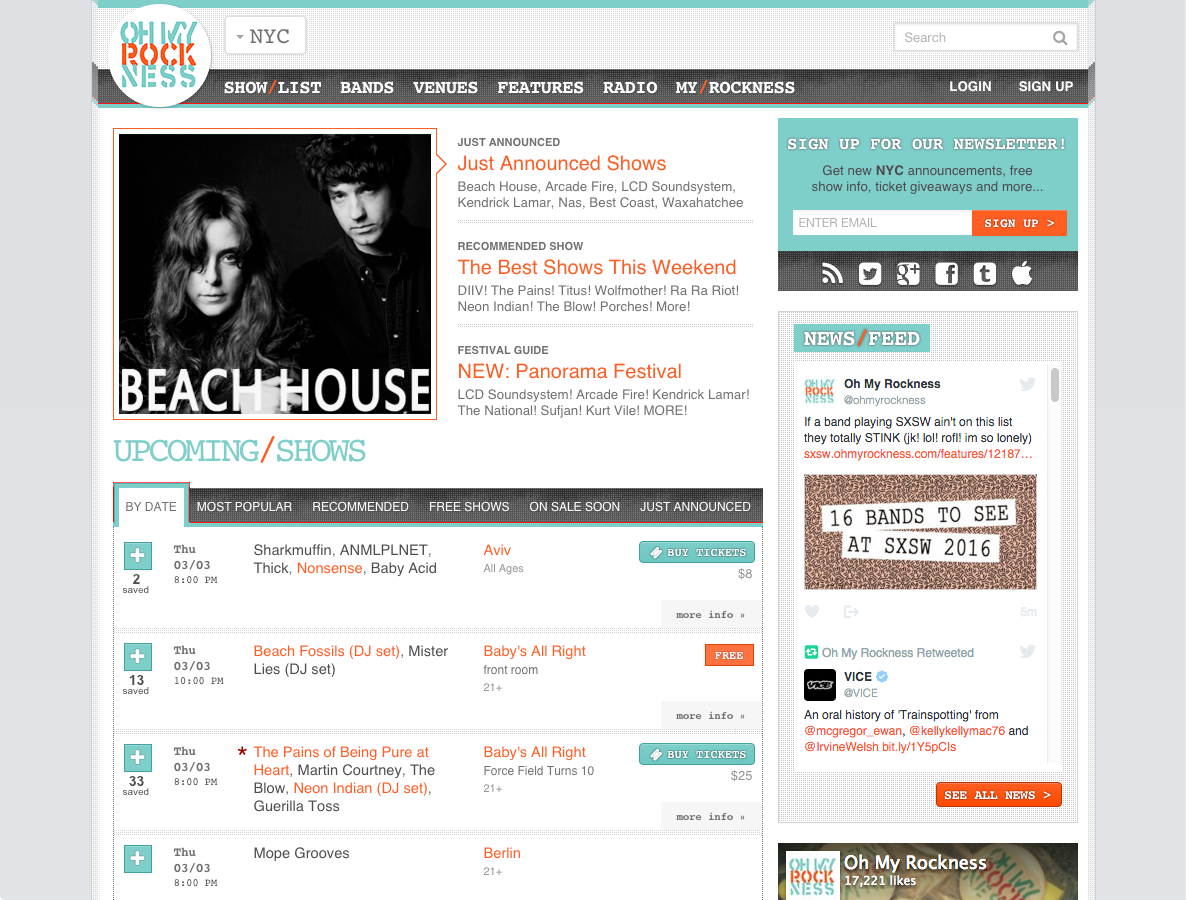 OH MY
ROCK
NESS
NYC
Search
SHOW/LIST BANDS VENUES FEATURES RADIO MY/ROCKNESS LOGIN SIGN UP
BEACH HOUSE
JUST ANNOUNCED
Just Announced Shows
Beach House, Arcade Fire, LCD Soundsystem,
Kendrick Lamar, Nas, Best Coast, Waxahatchee
RECOMMENDED SHOW
The Best Shows This Weekend
DIIV! The Pains! Titus! Wolfmother! Ra Ra Riot!
Neon Indian! The Blow! Porches! More!
FESTIVAL GUIDE
NEW: Panorama Festival
LCD Soundsystem! Arcade Fire! Kendrick Lamar!
The National! Sufjan! Kurt Vile! MORE!
UPCOMING/SHOWS
BY DATE MOST POPULAR RECOMMENDED FREE SHOWS ON SALE SOON JUST ANNOUNCED
2
saved
Thu
03/03
8:00 PM
Sharkmuffin, ANMLPLNET,
Thick, Nonsense, Baby Acid
Aviv
All Ages
BUY TICKETS
$8
more info »
13
saved
Thu
03/03
10:00 PM
Beach Fossils (DJ set), Mister
Lies (DJ set)
Baby's All Right
front room
21+
FREE
more info »
33
saved
Thu
03/03
8:00 PM
* The Pains of Being Pure at
Heart, Martin Courtney, The
Blow, Neon Indian (DJ set),
Guerilla Toss
Baby's All Right
Force Field Turns 10
21+
BUY TICKETS
$25
more info »
Thu
03/03
8:00 PM
Mope Grooves
Berlin
21+
SIGN UP FOR OUR NEWSLETTER!
Get new NYC announcements, free
show info, ticket giveaways and more...
ENTER EMAIL
SIGN UP >
NEWS/FEED
OH MY
ROCK
NESS
Oh My Rockness
@ohmyrockness
If a band playing SXSW ain't on this list
they totally STINK (jk! lol! rofl! im so lonely)
sxsw.ohmyrockness.com/features/12187…
16 BANDS TO SEE
AT SXSW 2016
5m
Oh My Rockness Retweeted
VICE
VICE
@VICE
An oral history of 'Trainspotting' from
@mcgregor_ewan, @kellykellymac76 and
@IrvineWelsh bit.ly/1Y5pCIs
SEE ALL NEWS >
OH MY
ROCK
NESS
Oh My Rockness
17,221 likes